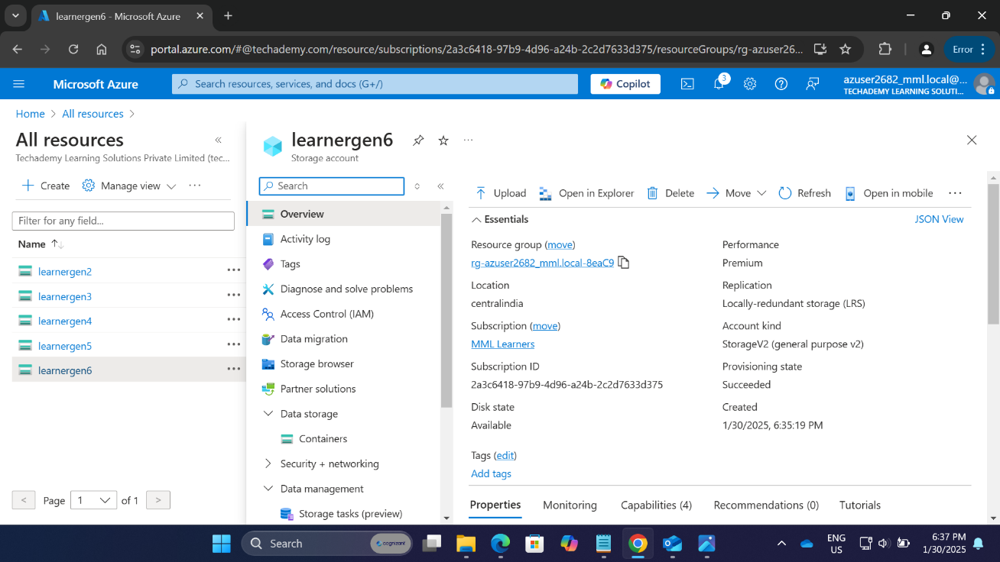 learnergen6 - Microsoft Azure
portal.azure.com/#@techademy.com/resource/subscriptions/2a3c6418-97b9-4d96-a24b-2c2d7633d375/resourceGroups/rg-azuser26...
Error
Microsoft Azure
Search resources, services, and docs (G+/)
Copilot
3
azuser2682_mml.local@...
TECHADEMY LEARNING SOLUTI...
Home > All resources >
All resources
Techademy Learning Solutions Private Limited (tec...
Create
Manage view
Filter for any field...
Name
learnergen2
learnergen3
learnergen4
learnergen5
learnergen6
< Page 1 of 1 >
learnergen6
Storage account
Search
Overview
Activity log
Tags
Diagnose and solve problems
Access Control (IAM)
Data migration
Storage browser
Partner solutions
Data storage
Containers
Security + networking
Data management
Storage tasks (preview)
Upload
Open in Explorer
Delete
Move
Refresh
Open in mobile
Essentials
JSON View
Resource group (move)
rg-azuser2682_mml.local-8eaC9
Location
centralindia
Subscription (move)
MML Learners
Subscription ID
2a3c6418-97b9-4d96-a24b-2c2d7633d375
Disk state
Available
Performance
Premium
Replication
Locally-redundant storage (LRS)
Account kind
StorageV2 (general purpose v2)
Provisioning state
Succeeded
Created
1/30/2025, 6:35:19 PM
Tags (edit)
Add tags
Properties
Monitoring
Capabilities (4)
Recommendations (0)
Tutorials
Search
cognizant
ENG
US
6:37 PM
1/30/2025